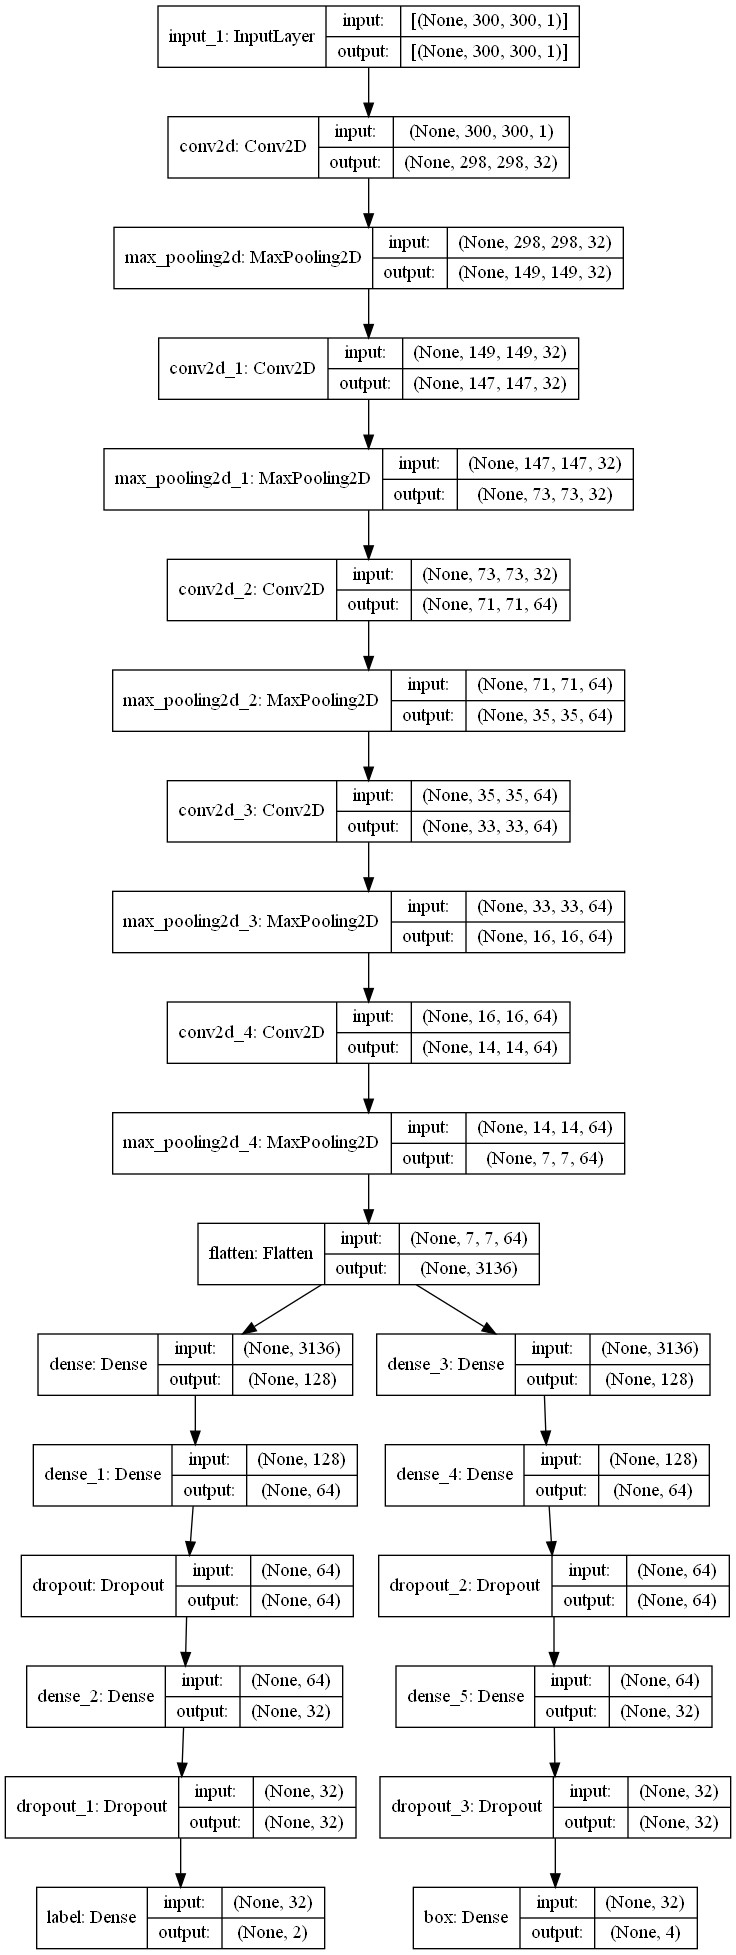 input_1: InputLayer
input:
[(None, 300, 300, 1)]
output:
[(None, 300, 300, 1)]
conv2d: Conv2D
input:
(None, 300, 300, 1)
output:
(None, 298, 298, 32)
max_pooling2d: MaxPooling2D
input:
(None, 298, 298, 32)
output:
(None, 149, 149, 32)
conv2d_1: Conv2D
input:
(None, 149, 149, 32)
output:
(None, 147, 147, 32)
max_pooling2d_1: MaxPooling2D
input:
(None, 147, 147, 32)
output:
(None, 73, 73, 32)
conv2d_2: Conv2D
input:
(None, 73, 73, 32)
output:
(None, 71, 71, 64)
max_pooling2d_2: MaxPooling2D
input:
(None, 71, 71, 64)
output:
(None, 35, 35, 64)
conv2d_3: Conv2D
input:
(None, 35, 35, 64)
output:
(None, 33, 33, 64)
max_pooling2d_3: MaxPooling2D
input:
(None, 33, 33, 64)
output:
(None, 16, 16, 64)
conv2d_4: Conv2D
input:
(None, 16, 16, 64)
output:
(None, 14, 14, 64)
max_pooling2d_4: MaxPooling2D
input:
(None, 14, 14, 64)
output:
(None, 7, 7, 64)
flatten: Flatten
input:
(None, 7, 7, 64)
output:
(None, 3136)
dense: Dense
input:
(None, 3136)
output:
(None, 128)
dense_3: Dense
input:
(None, 3136)
output:
(None, 128)
dense_1: Dense
input:
(None, 128)
output:
(None, 64)
dense_4: Dense
input:
(None, 128)
output:
(None, 64)
dropout: Dropout
input:
(None, 64)
output:
(None, 64)
dropout_2: Dropout
input:
(None, 64)
output:
(None, 64)
dense_2: Dense
input:
(None, 64)
output:
(None, 32)
dense_5: Dense
input:
(None, 64)
output:
(None, 32)
dropout_1: Dropout
input:
(None, 32)
output:
(None, 32)
dropout_3: Dropout
input:
(None, 32)
output:
(None, 32)
label: Dense
input:
(None, 32)
output:
(None, 2)
box: Dense
input:
(None, 32)
output:
(None, 4)